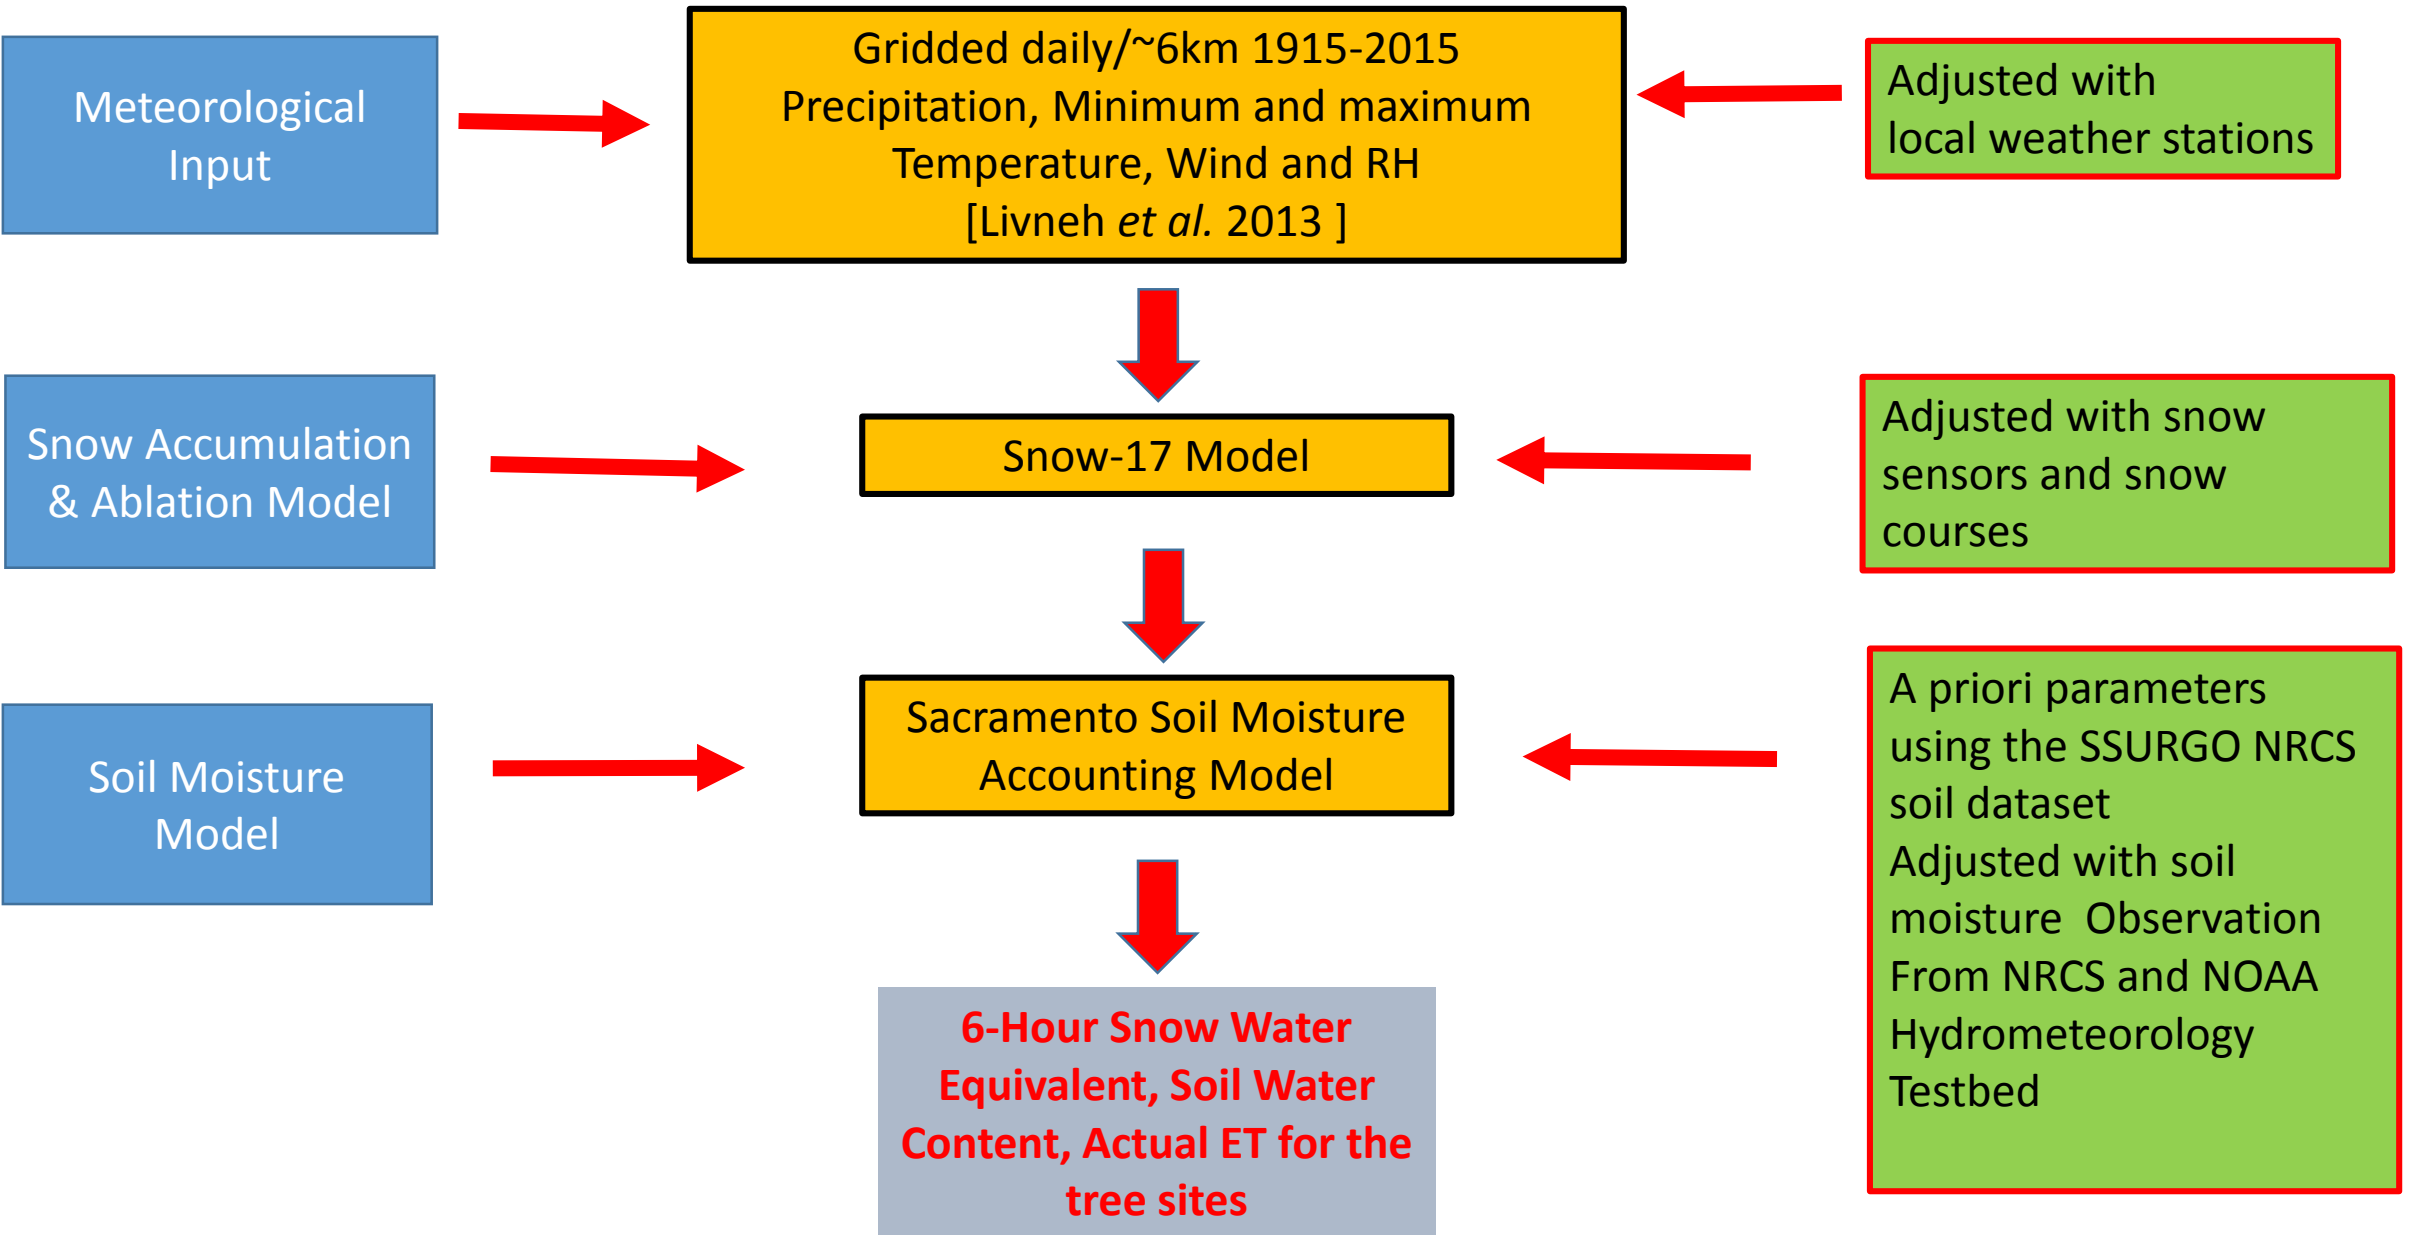 Meteorological
Input
Gridded daily/~6km 1915-2015
Precipitation, Minimum and maximum
Temperature, Wind and RH
[Livneh et al. 2013 ]
Adjusted with
local weather stations
Snow Accumulation
& Ablation Model
Snow-17 Model
Adjusted with snow
sensors and snow
courses
Soil Moisture
Model
Sacramento Soil Moisture
Accounting Model
A priori parameters
using the SSURGO NRCS
soil dataset
Adjusted with soil
moisture  Observation
From NRCS and NOAA
Hydrometeorology
Testbed
6-Hour Snow Water
Equivalent, Soil Water
Content, Actual ET for the
tree sites